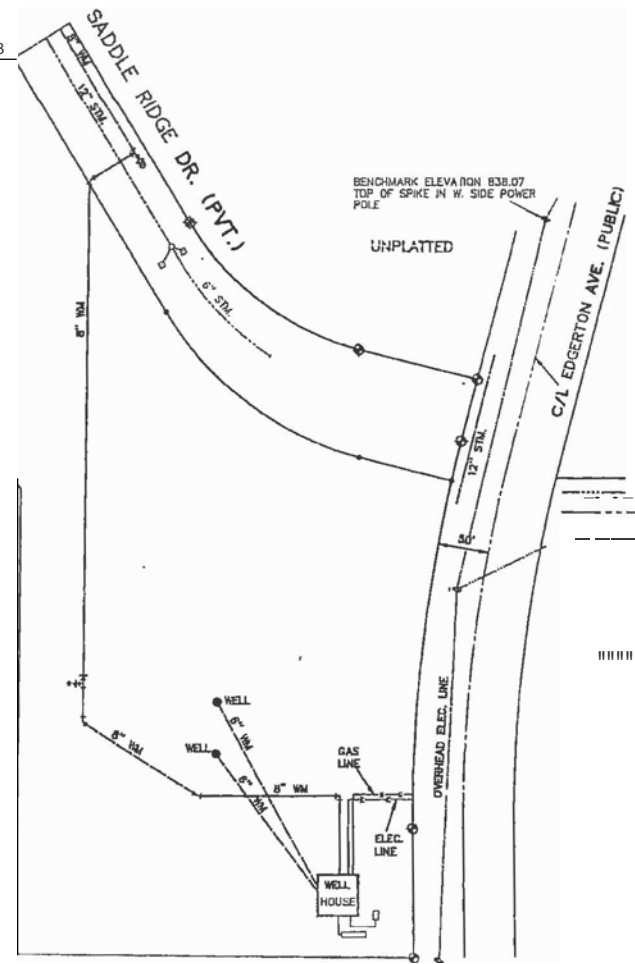 8
8" WM
12" STM.
SADDLE RIDGE DR. (PVT.)
BENCHMARK ELEVATION 838.07
TOP OF SPIKE IN W. SIDE POWER
POLE
UNPLATTED
C/L EDGERTON AVE. (PUBLIC)
6" STM.
8" WM
12" STM.
50'
OVERHEAD ELEC. LINE
WELL
WELL
6" WM
6" WM
8" WM
8" WM
GAS
LINE
ELEC.
LINE
WELL
HOUSE